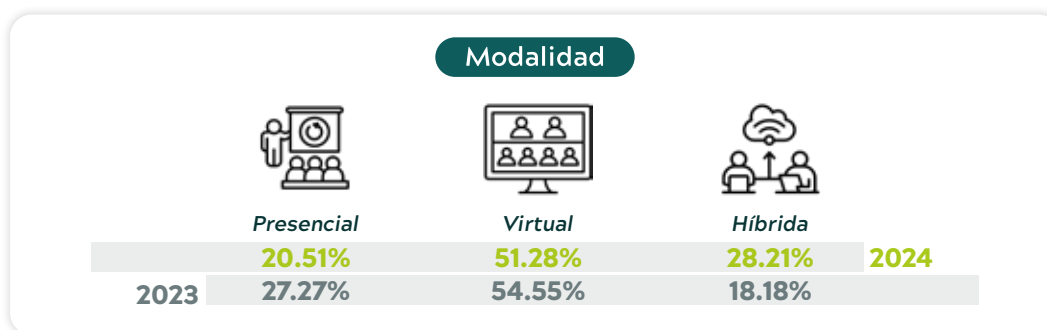 Modalidad
Presencial Virtual Híbrida
20.51% 51.28% 28.21% 2024
2023 27.27% 54.55% 18.18%